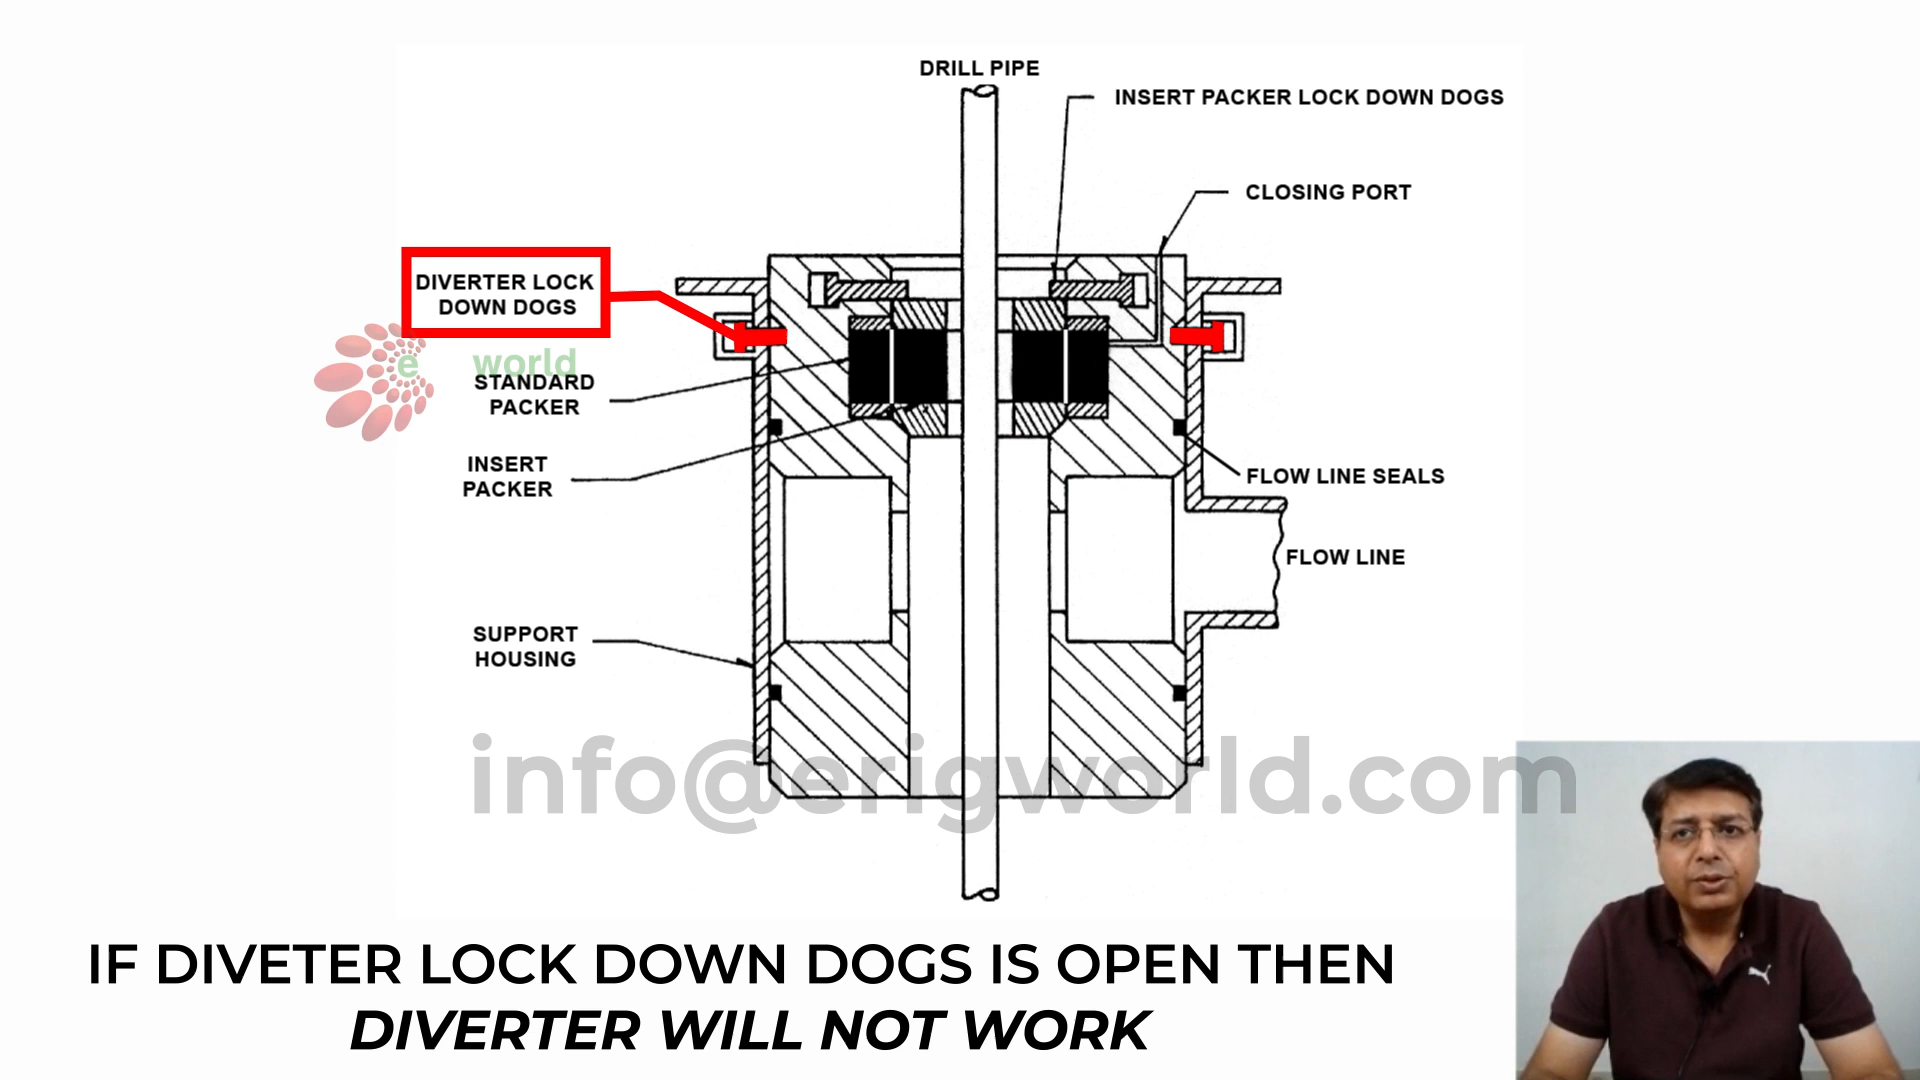 DRILL PIPE
INSERT PACKER LOCK DOWN DOGS
CLOSING PORT
DIVERTER LOCK
DOWN DOGS
e world
STANDARD
PACKER
INSERT
PACKER
FLOW LINE SEALS
FLOW LINE
SUPPORT
HOUSING
info@erigworld.com
IF DIVETER LOCK DOWN DOGS IS OPEN THEN
DIVERTER WILL NOT WORK